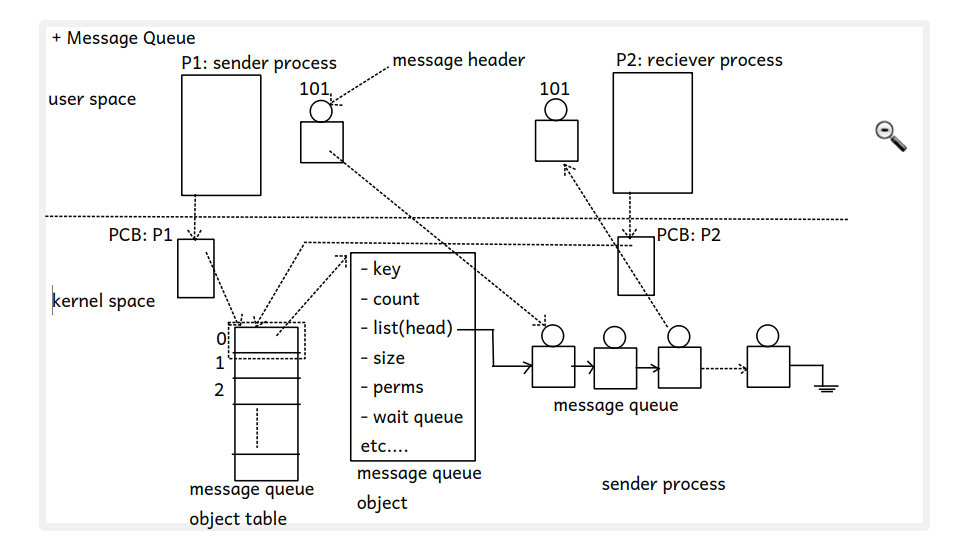 + Message Queue
P1: sender process
message header
P2: reciever process
101
101
user space
PCB: P1
PCB: P2
kernel space
- key
- count
- list(head)
- size
- perms
- wait queue
etc....
0
1
2
message queue
message queue
object
sender process
message queue
object table